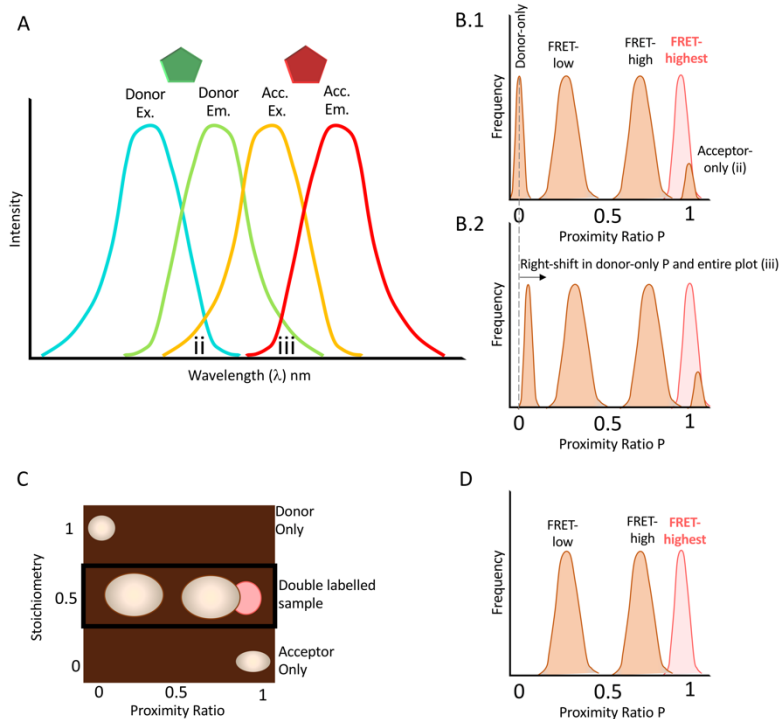 A
Donor
Ex.
Donor
Em.
Acc.
Ex.
Acc.
Em.
Intensity
ii
iii
Wavelength (λ) nm
B.1
Frequency
Donor-only
FRET-
low
FRET-
high
FRET-
highest
Acceptor-
only (ii)
0
0.5
1
Proximity Ratio P
B.2
Frequency
Right-shift in donor-only P and entire plot (iii)
0
0.5
1
Proximity Ratio P
C
Stoichiometry
1
0.5
0
Donor
Only
Double labelled
sample
Acceptor
Only
0
0.5
1
Proximity Ratio
D
Frequency
FRET-
low
FRET-
high
FRET-
highest
0
0.5
1
Proximity Ratio P